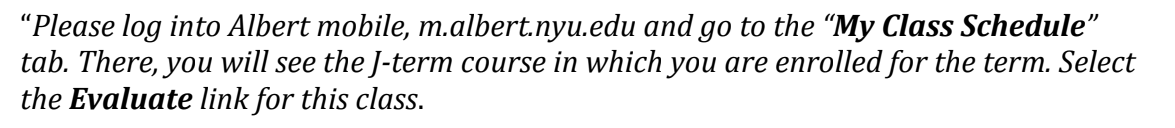 “Please log into Albert mobile, m.albert.nyu.edu and go to the “My Class Schedule”
tab. There, you will see the J-term course in which you are enrolled for the term. Select
the Evaluate link for this class.